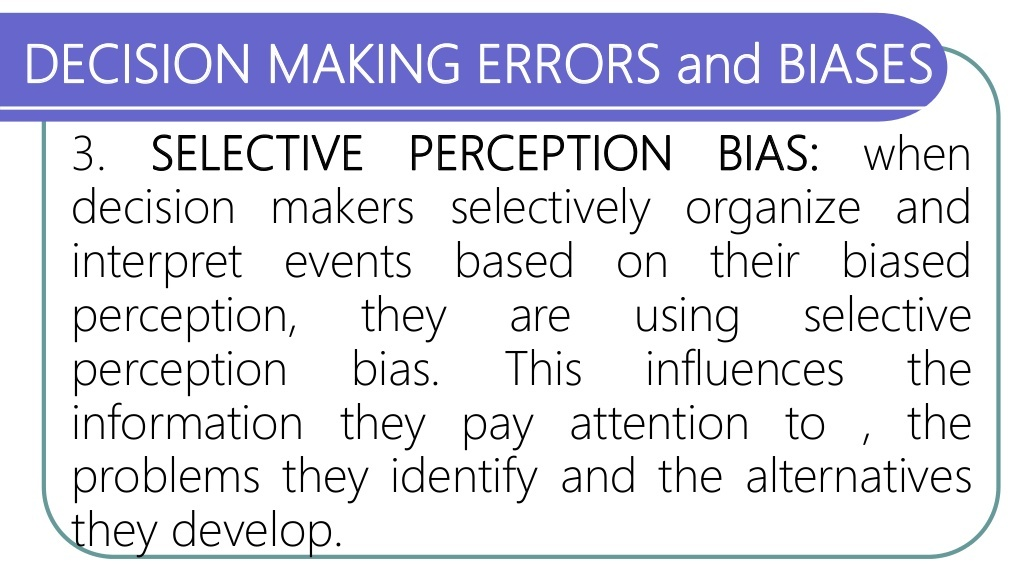 DECISION MAKING ERRORS and BIASES
3. SELECTIVE PERCEPTION BIAS: when
decision makers selectively organize and
interpret events based on their biased
perception, they are using selective
perception bias. This influences the
information they pay attention to , the
problems they identify and the alternatives
they develop.